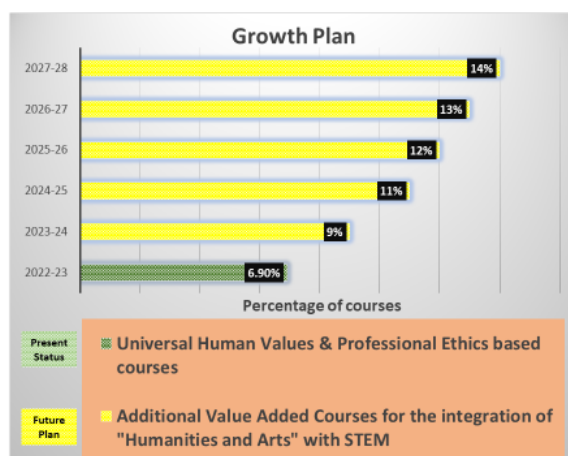 Growth Plan
2027-28 14%
2026-27 13%
2025-26 12%
2024-25 11%
2023-24 9%
2022-23 6.90%
Percentage of courses
Present
Status
Universal Human Values & Professional Ethics based
courses
Future
Plan
Additional Value Added Courses for the integration of
"Humanities and Arts" with STEM